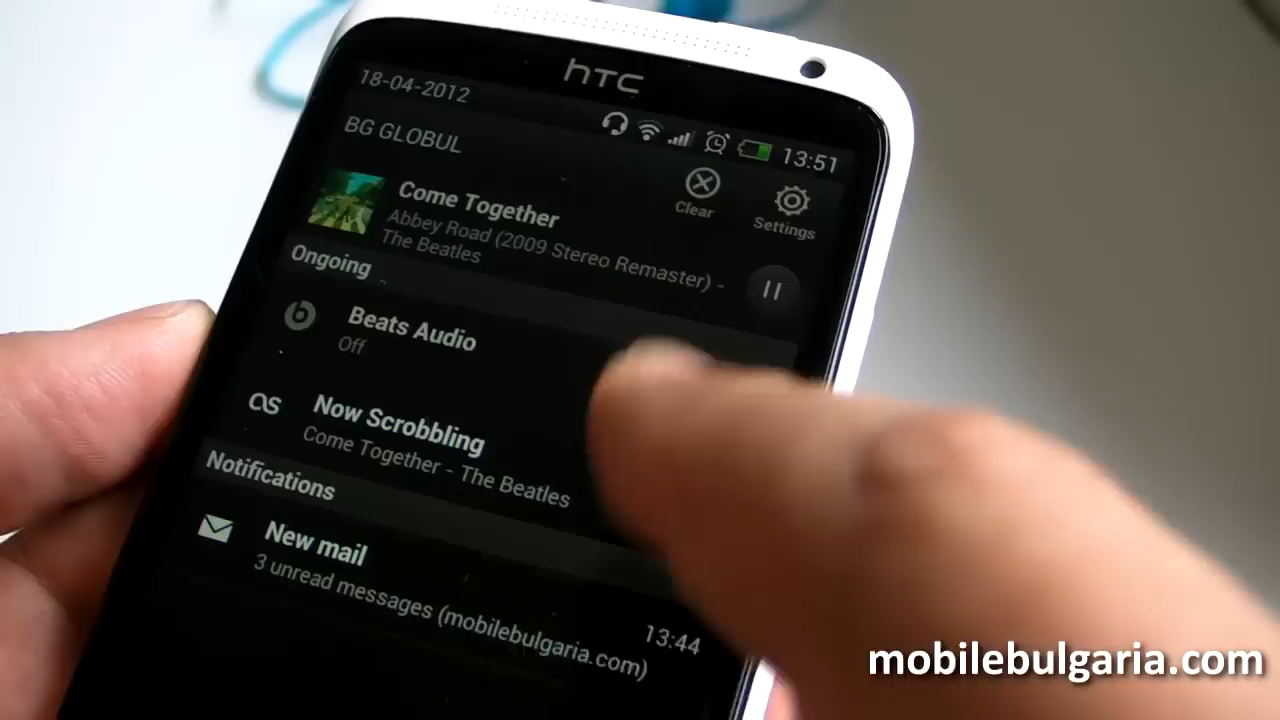 hTC
18-04-2012
13:51
BG GLOBUL
Clear
Settings
Come Together
Abbey Road (2009 Stereo Remaster) -
The Beatles
Ongoing
Beats Audio
Off
Now Scrobbling
Come Together - The Beatles
Notifications
New mail
3 unread messages (mobilebulgaria.com)
13:44
mobilebulgaria.com